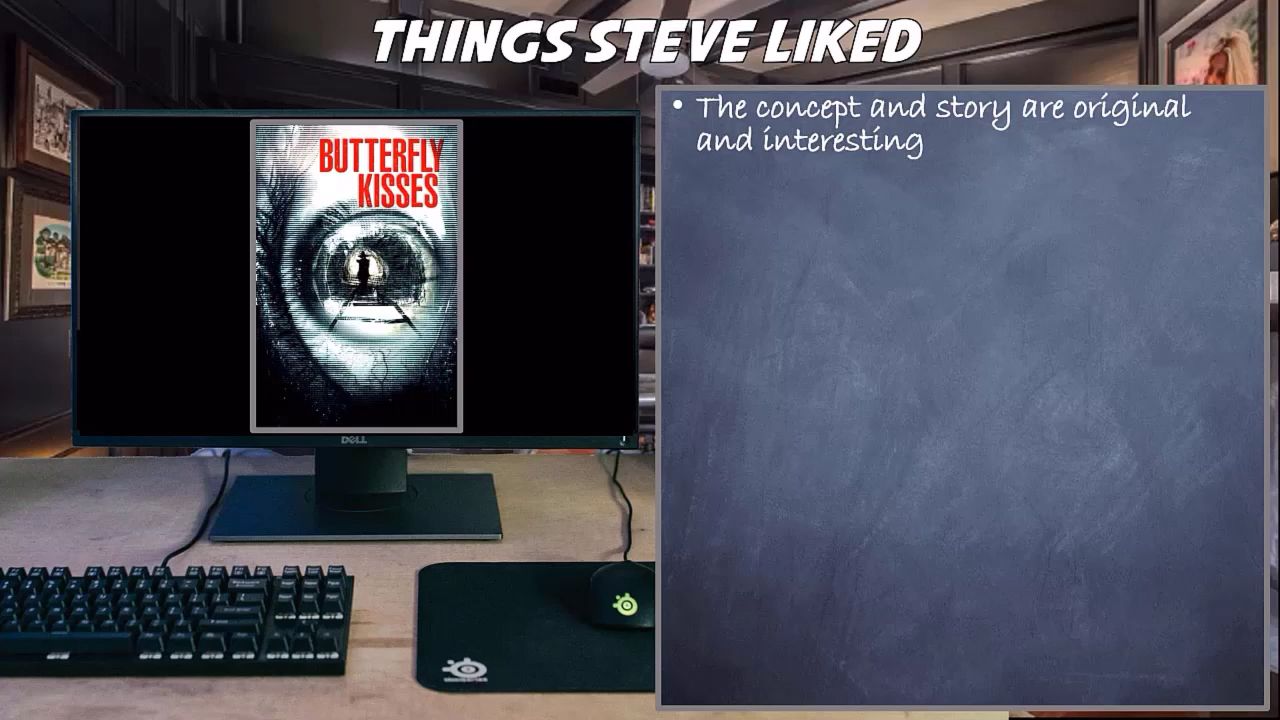 THINGS STEVE LIKED
• The concept and story are original
and interesting
BUTTERFLY
KISSES
DELL